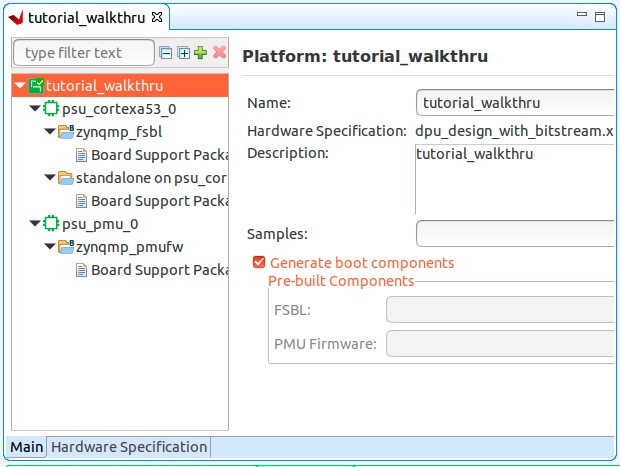 tutorial_walkthru
type filter text
tutorial_walkthru
psu_cortexa53_0
zynqmp_fsbl
Board Support Packa
standalone on psu_cor
Board Support Packa
psu_pmu_0
zynqmp_pmufw
Board Support Packa
Platform: tutorial_walkthru
Name: tutorial_walkthru
Hardware Specification: dpu_design_with_bitstream.x
Description: tutorial_walkthru
Samples:
Generate boot components
Pre-built Components
FSBL:
PMU Firmware:
Main Hardware Specification